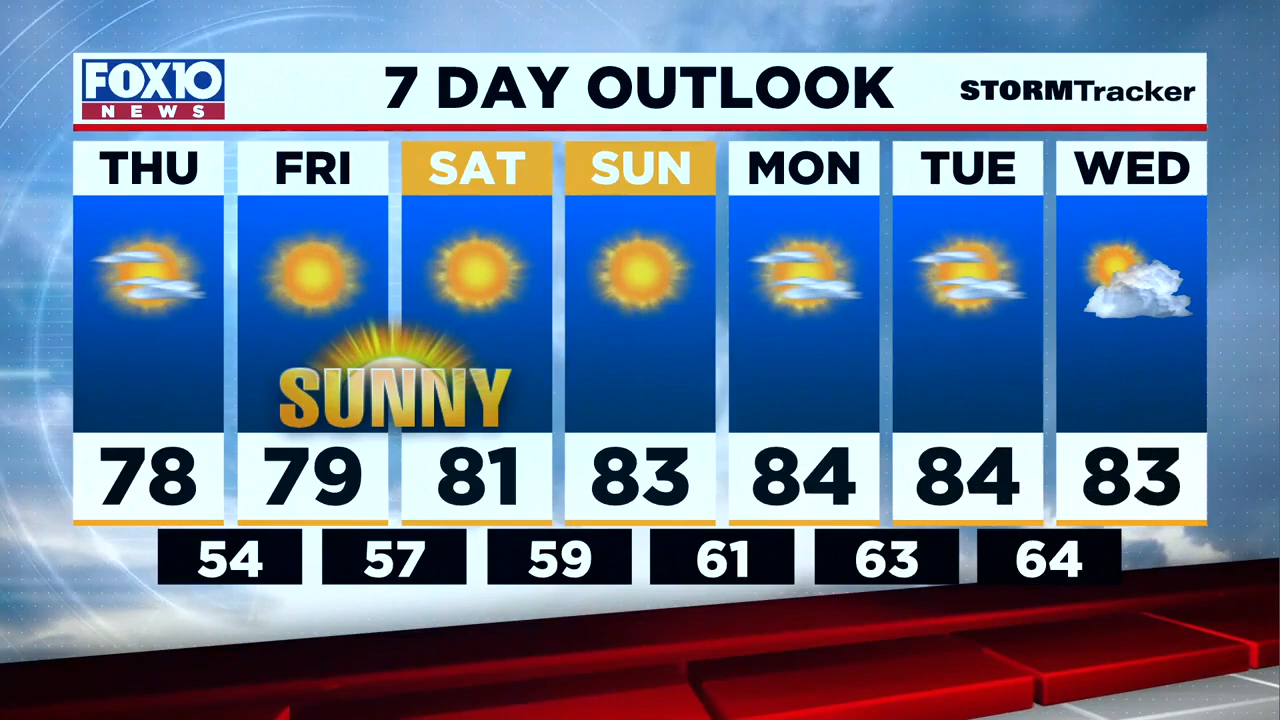 FOX10
NEWS
7 DAY OUTLOOK
STORMTracker
THU FRI SAT SUN MON TUE WED
SUNNY
78 79 81 83 84 84 83
54 57 59 61 63 64